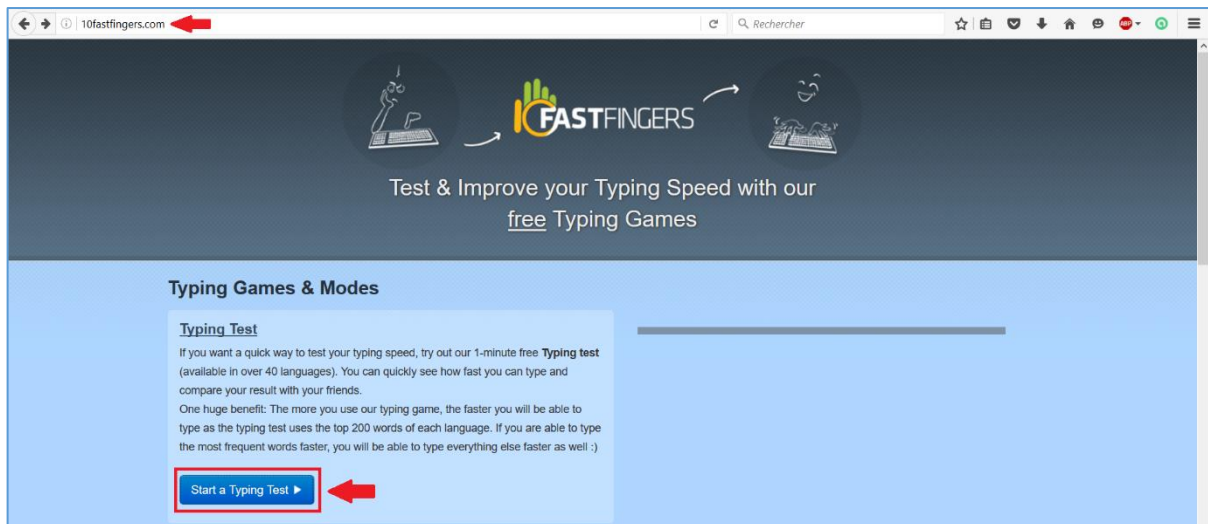 10fastfingers.com
Rechercher
ABP
FASTFINGERS
Test & Improve your Typing Speed with our
free Typing Games
Typing Games & Modes
Typing Test
If you want a quick way to test your typing speed, try out our 1-minute free Typing test
(available in over 40 languages). You can quickly see how fast you can type and
compare your result with your friends.
One huge benefit: The more you use our typing game, the faster you will be able to
type as the typing test uses the top 200 words of each language. If you are able to type
the most frequent words faster, you will be able to type everything else faster as well :)
Start a Typing Test